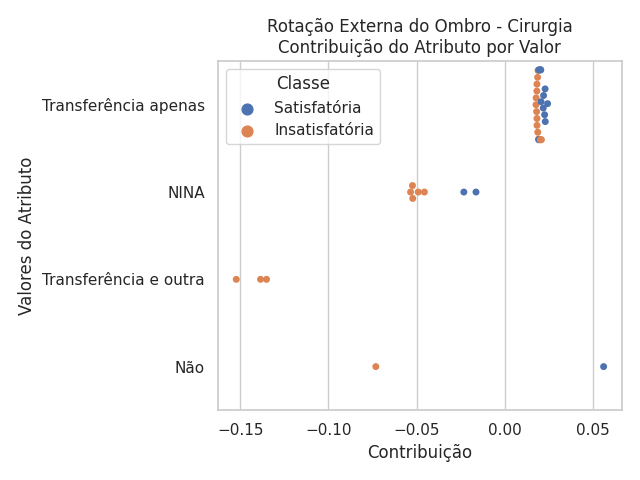 Rotação Externa do Ombro - Cirurgia
Contribuição do Atributo por Valor
Classe
Satisfatória
Insatisfatória
Valores do Atributo
Transferência apenas
NINA
Transferência e outra
Não
−0.15 −0.10 −0.05 0.00 0.05
Contribuição